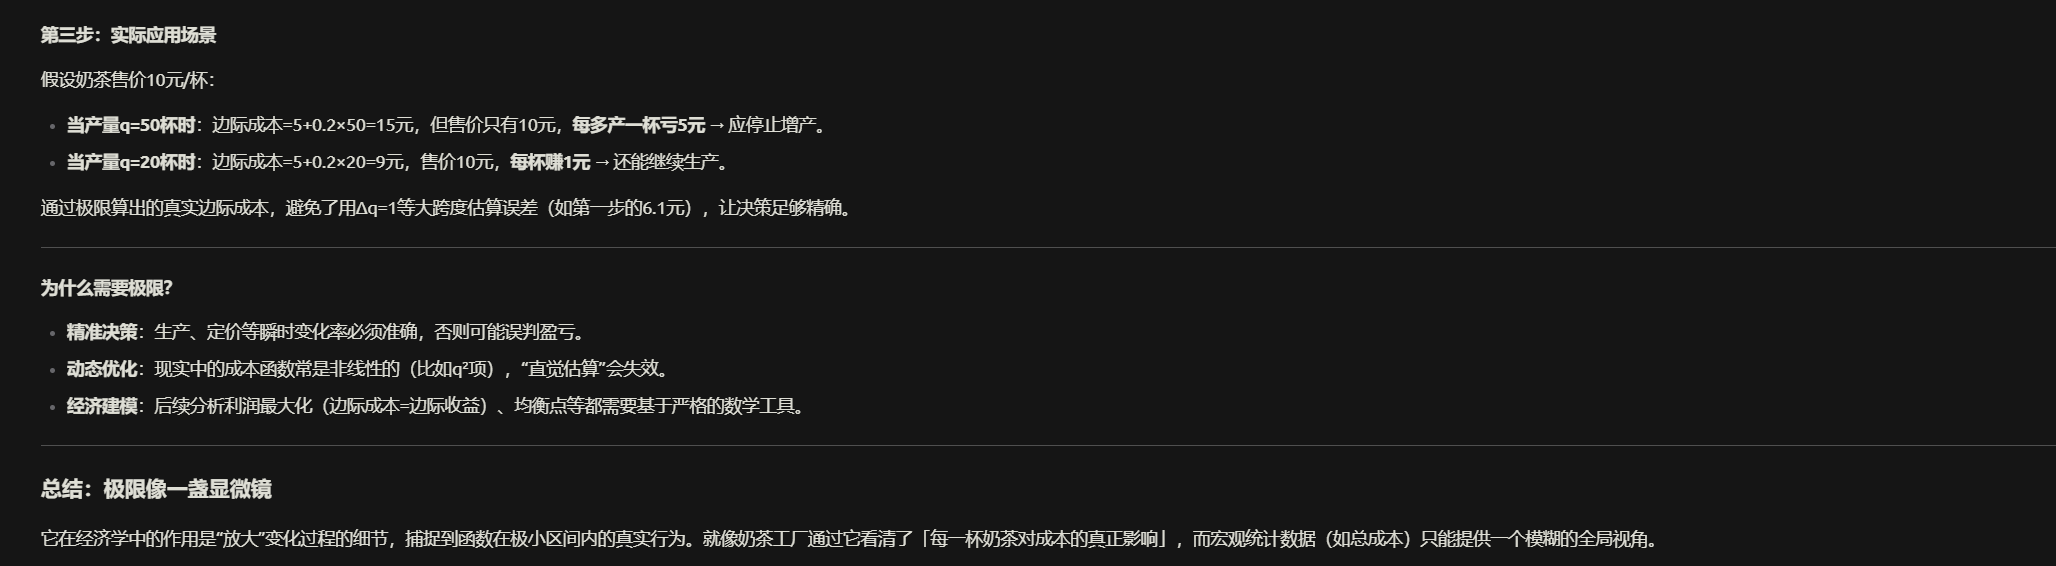 第三步：实际应用场景
假设奶茶售价10元/杯：
• 当产量q=50杯时：边际成本=5+0.2×50=15元，但售价只有10元，每多产一杯亏5元 → 应停止增产。
• 当产量q=20杯时：边际成本=5+0.2×20=9元，售价10元，每杯赚1元 → 还能继续生产。
通过极限算出的真实边际成本，避免了用Δq=1等大跨度估算误差（如第一步的6.1元），让决策足够精确。
为什么需要极限？
• 精准决策：生产、定价等瞬时变化率必须准确，否则可能误判盈亏。
• 动态优化：现实中的成本函数常是非线性的（比如q²项），“直觉估算”会失效。
• 经济建模：后续分析利润最大化（边际成本=边际收益）、均衡点等都需要基于严格的数学工具。
总结：极限像一盏显微镜
它在经济学中的作用是“放大”变化过程的细节，捕捉到函数在极小区间内的真实行为。就像奶茶工厂通过它看清了「每一杯奶茶对成本的真正影响」，而宏观统计数据（如总成本）只能提供一个模糊的全局视角。